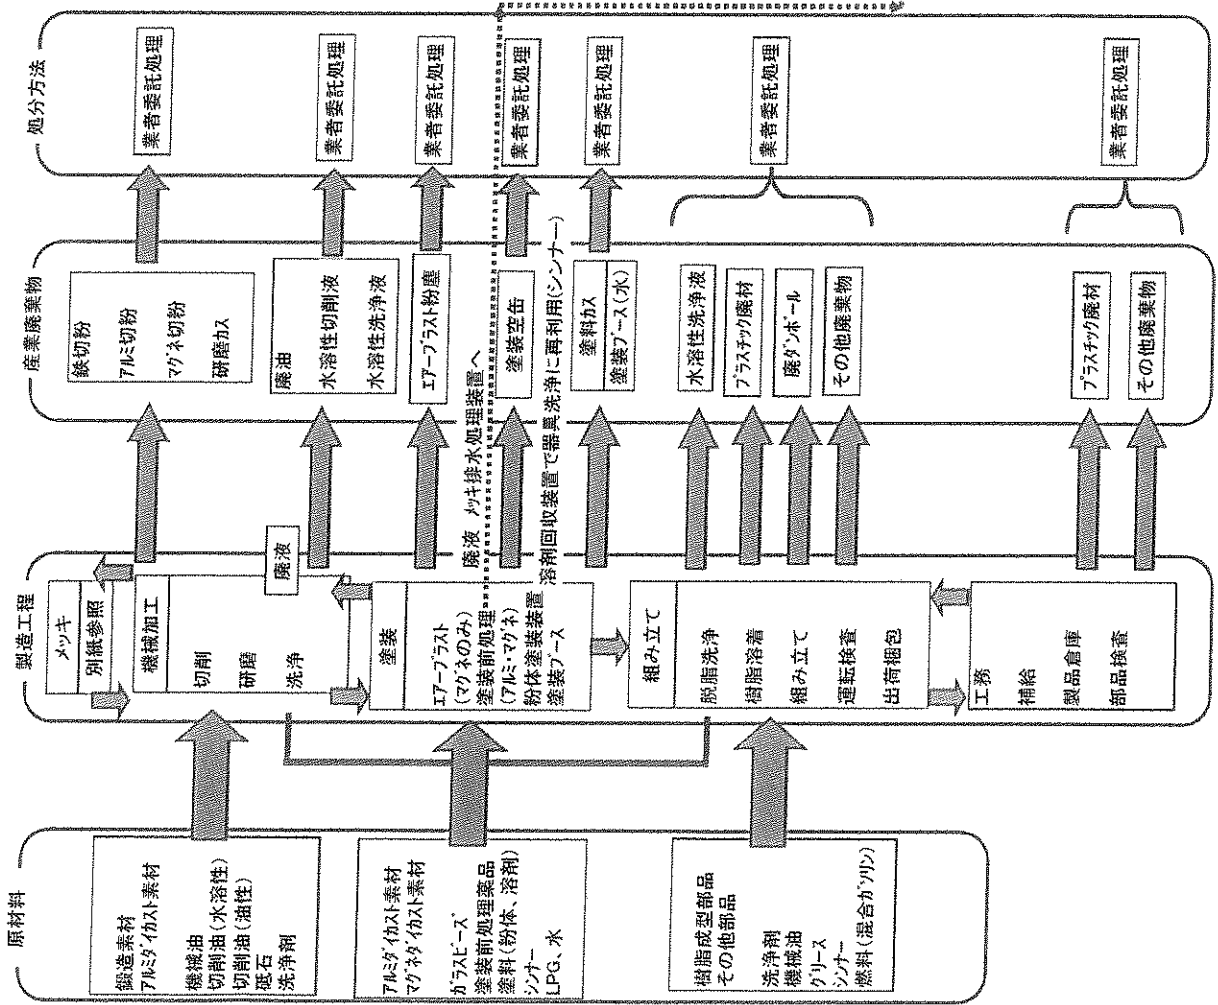 原材料
鍛造素材
アルミダイカスト素材
機械油
切削油(水溶性)
切削油(油性)
砥石
洗浄剤
アルミダイカスト素材
マグネダイカスト素材
ガラスビーズ
塗装前処理薬品
塗料(粉体、溶剤)
シンナー
LPG、水
樹脂成型部品
その他部品
洗浄剤
機械油
グリース
シンナー
燃料(混合ガソリン)
製造工程
メッキ
別紙参照
機械加工
切削
研磨
洗浄
廃液
塗装
エアーブラスト
(マグネのみ)
塗装前処理
(アルミ・マグネ)
粉体塗装装置
塗装ブース
組み立て
脱脂洗浄
樹脂溶着
組み立て
運転検査
出荷梱包
工務
補給
製品倉庫
部品検査
産業廃棄物
鉄切粉
アルミ切粉
マグネ切粉
研磨カス
廃油
水溶性切削液
水溶性洗浄液
エアーブラスト粉塵
廃液 メッキ排水処理装置へ
塗装空缶
溶剤回収装置で器具洗浄に再利用(シンナー)
塗料カス
塗装ブース(水)
水溶性洗浄液
プラスチック廃材
廃ダンボール
その他廃棄物
プラスチック廃材
その他廃棄物
処分方法
業者委託処理
業者委託処理
業者委託処理
業者委託処理
業者委託処理
業者委託処理
業者委託処理